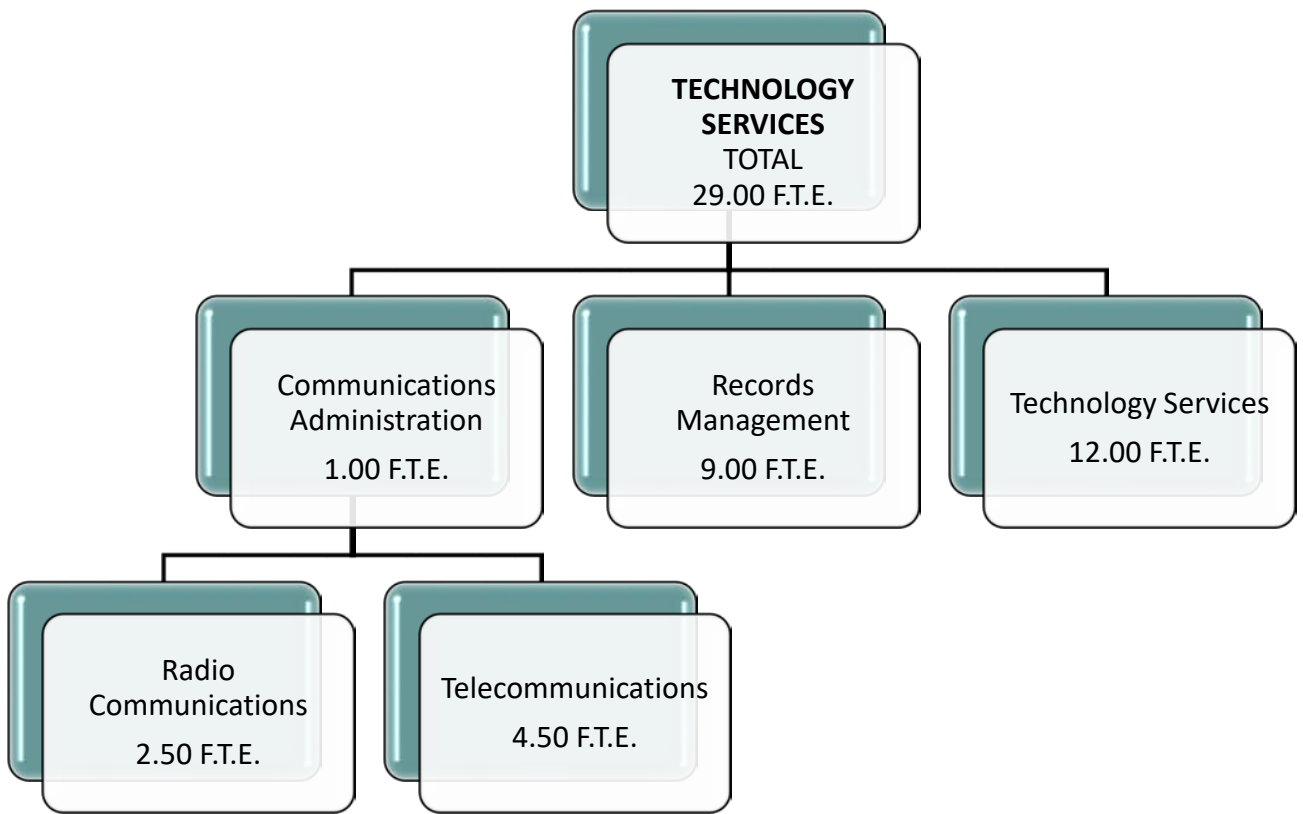 TECHNOLOGY
SERVICES
TOTAL
29.00 F.T.E.
Communications
Administration
1.00 F.T.E.
Records
Management
9.00 F.T.E.
Technology Services
12.00 F.T.E.
Radio
Communications
2.50 F.T.E.
Telecommunications
4.50 F.T.E.